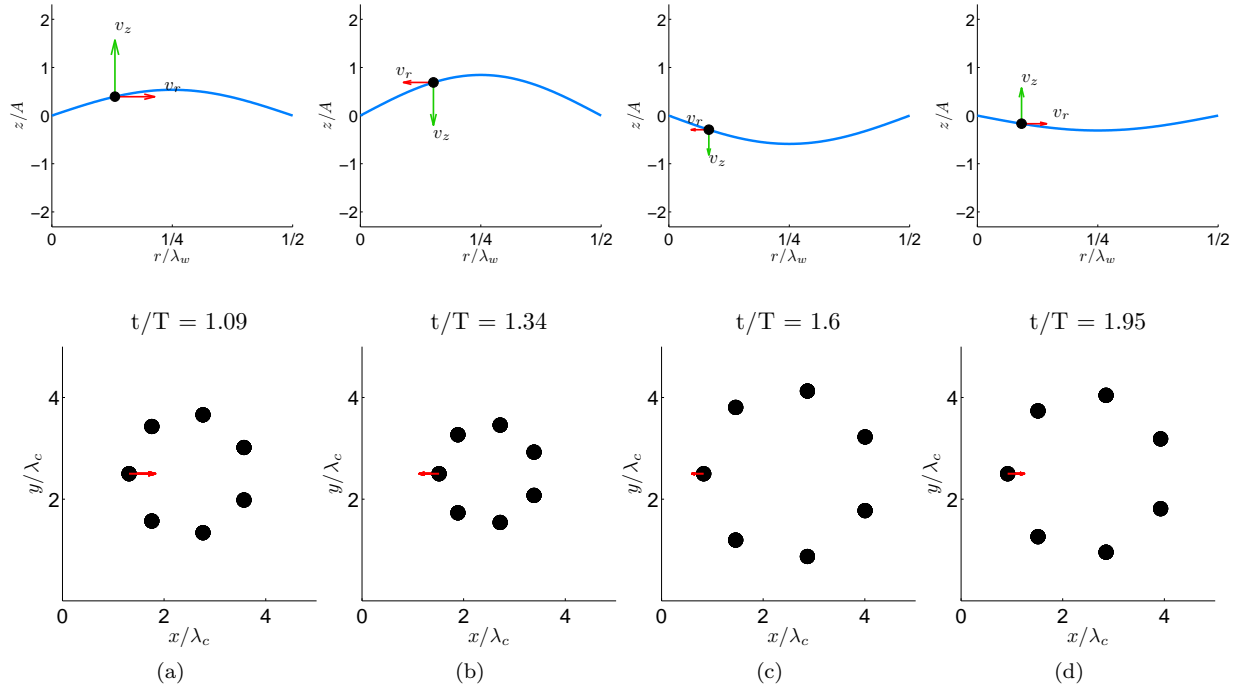 2
1
0
−1
−2
z/A
v_z
v_r
0
1/4
1/2
r/λ_w
2
1
0
−1
−2
z/A
v_r
v_z
0
1/4
1/2
r/λ_w
2
1
0
−1
−2
z/A
v_r
v_z
0
1/4
1/2
r/λ_w
2
1
0
−1
−2
z/A
v_z
v_r
0
1/4
1/2
r/λ_w
t/T = 1.09
4
2
y/λ_c
0
2
4
x/λ_c
(a)
t/T = 1.34
4
2
y/λ_c
0
2
4
x/λ_c
(b)
t/T = 1.6
4
2
y/λ_c
0
2
4
x/λ_c
(c)
t/T = 1.95
4
2
y/λ_c
0
2
4
x/λ_c
(d)